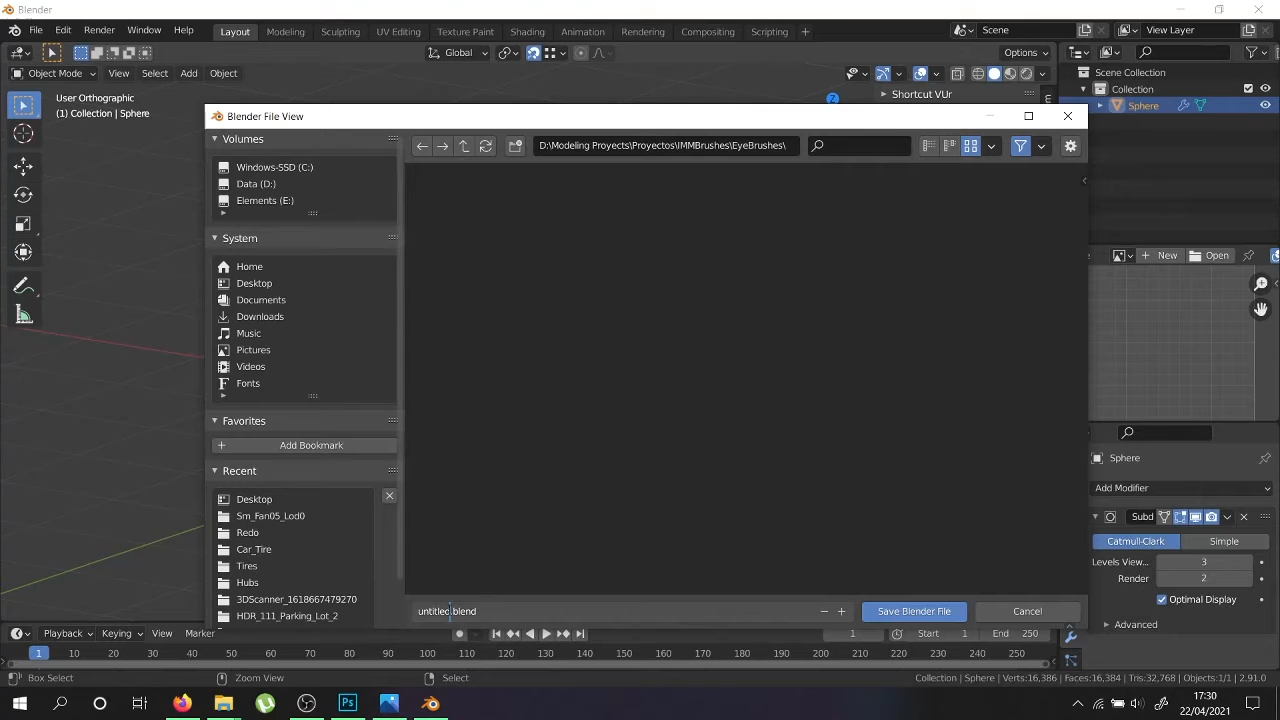 Blender
File Edit Render Window Help Layout Modeling Sculpting UV Editing Texture Paint Shading Animation Rendering Compositing Scripting + Scene View Layer
Global Options
Object Mode View Select Add Object
User Orthographic
(1) Collection | Sphere
Shortcut VUr
Scene Collection
Collection
Sphere
Blender File View
Volumes
Windows-SSD (C:)
Data (D:)
Elements (E:)
System
Home
Desktop
Documents
Downloads
Music
Pictures
Videos
Fonts
Favorites
Add Bookmark
Recent
Desktop
Sm_Fan05_Lod0
Redo
Car_Tire
Tires
Hubs
3DScanner_1618667479270
HDR_111_Parking_Lot_2
D:\Modeling Proyects\Proyectos\IMMBrushes\EyeBrushes\
untitled.blend
Save Blender File Cancel
New Open
Sphere
Add Modifier
Subd
Catmull-Clark Simple
Levels View... 3
Render 2
Optimal Display
Advanced
Playback Keying View Marker 1 Start 1 End 250
1 10 20 30 40 50 60 70 80 90 100 110 120 130 140 150 160 170 180 190 200 210 220 230 240 250
Box Select Zoom View Select Collection | Sphere | Verts:16,386 | Faces:16,384 | Tris:32,768 | Objects:1/1 | 2.91.0
17:30
22/04/2021